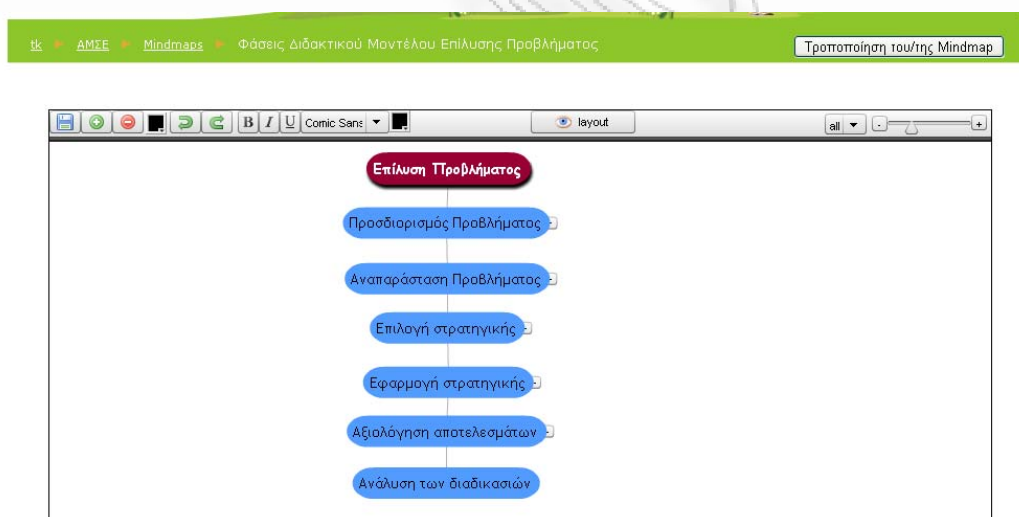 tk ΑΜΣΕ Mindmaps Φάσεις Διδακτικού Μοντέλου Επίλυσης Προβλήματος
Τροποποίηση του/της Mindmap
B I U Comic Sans layout all - +
Επίλυση Προβλήματος
Προσδιορισμός Προβλήματος
Αναπαράσταση Προβλήματος
Επιλογή στρατηγικής
Εφαρμογή στρατηγικής
Αξιολόγηση αποτελεσμάτων
Ανάλυση των διαδικασιών